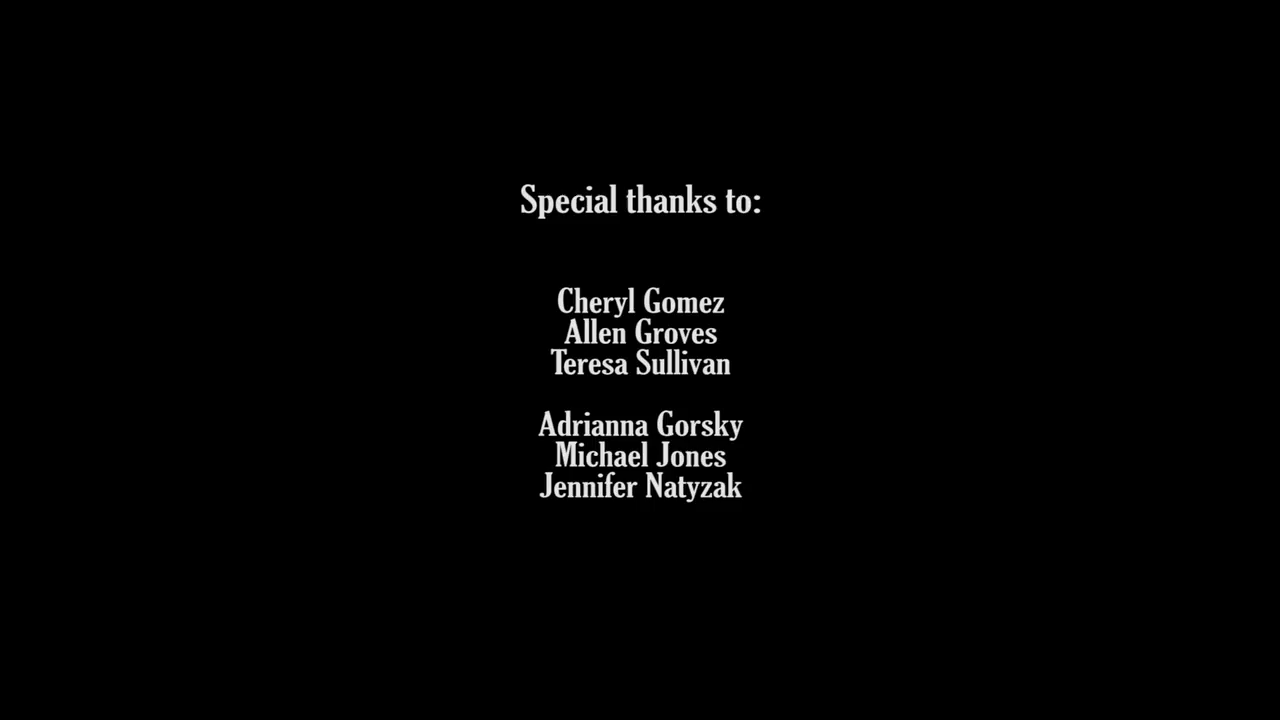 Special thanks to:
Cheryl Gomez
Allen Groves
Teresa Sullivan
Adrianna Gorsky
Michael Jones
Jennifer Natyzak